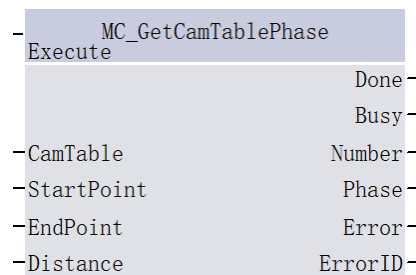 MC_GetCamTablePhase
Execute
Done
Busy
CamTable Number
StartPoint Phase
EndPoint Error
Distance ErrorID